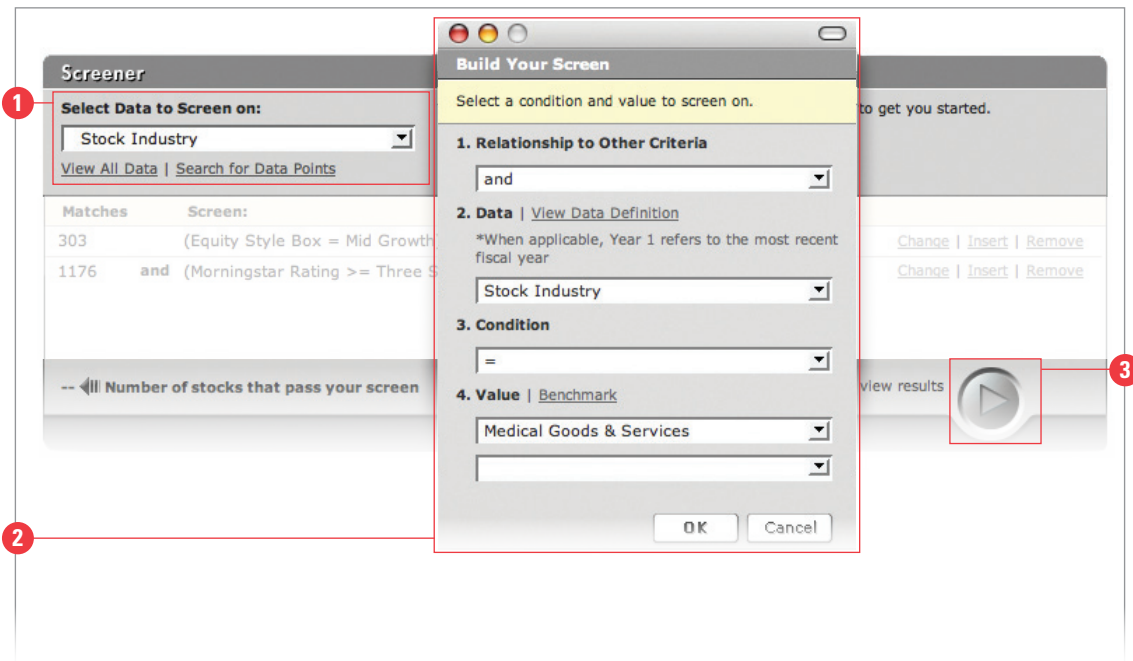 Screener
1
Select Data to Screen on:
Stock Industry
View All Data | Search for Data Points
to get you started.
Matches Screen:
303 (Equity Style Box = Mid Growth)
Change | Insert | Remove
1176 and (Morningstar Rating >= Three S
Change | Insert | Remove
-- Number of stocks that pass your screen
view results
3
2
Build Your Screen
Select a condition and value to screen on.
1. Relationship to Other Criteria
and
2. Data | View Data Definition
*When applicable, Year 1 refers to the most recent
fiscal year
Stock Industry
3. Condition
=
4. Value | Benchmark
Medical Goods & Services
OK Cancel